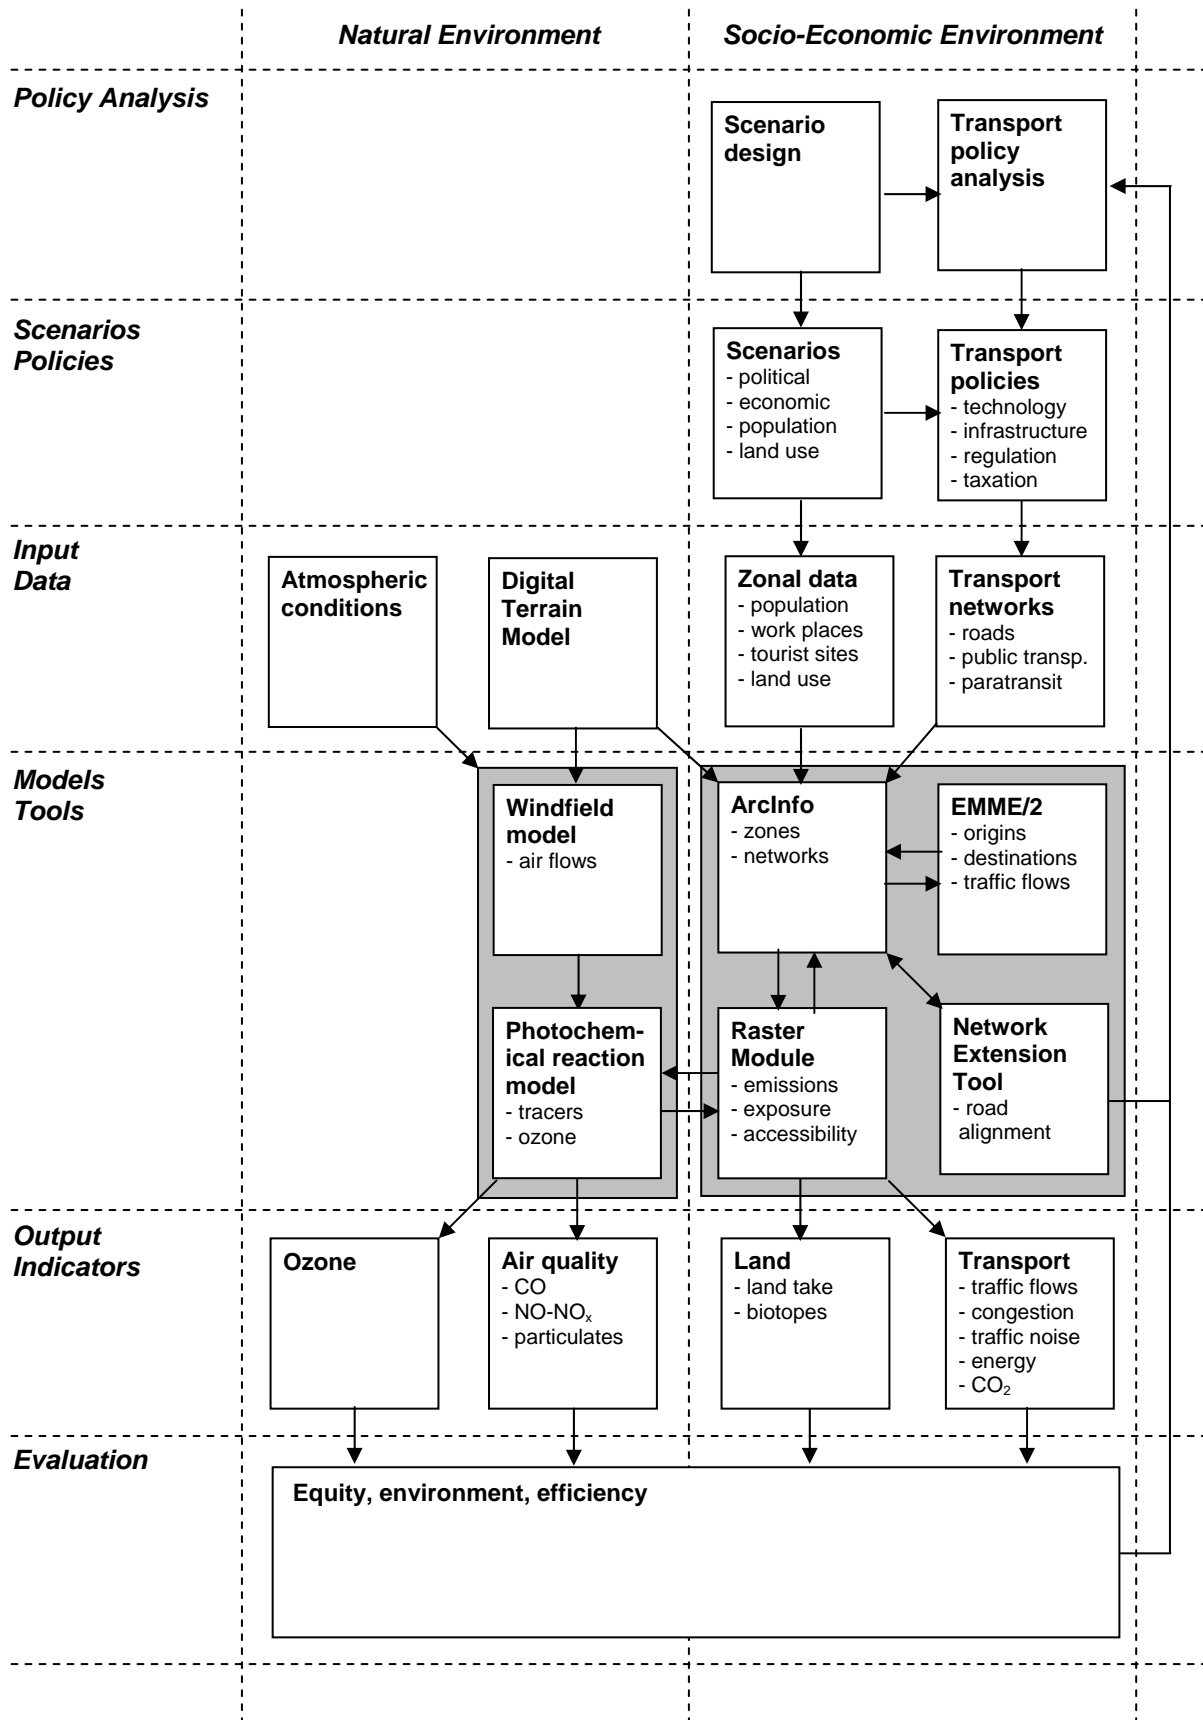 Natural Environment
Socio-Economic Environment
Policy Analysis
Scenario
design
Transport
policy
analysis
Scenarios
Policies
Scenarios
- political
- economic
- population
- land use
Transport
policies
- technology
- infrastructure
- regulation
- taxation
Input
Data
Atmospheric
conditions
Digital
Terrain
Model
Zonal data
- population
- work places
- tourist sites
- land use
Transport
networks
- roads
- public transp.
- paratransit
Models
Tools
Windfield
model
- air flows
ArcInfo
- zones
- networks
EMME/2
- origins
- destinations
- traffic flows
Photochem-
ical reaction
model
- tracers
- ozone
Raster
Module
- emissions
- exposure
- accessibility
Network
Extension
Tool
- road
alignment
Output
Indicators
Ozone
Air quality
- CO
- NO-NOₓ
- particulates
Land
- land take
- biotopes
Transport
- traffic flows
- congestion
- traffic noise
- energy
- CO₂
Evaluation
Equity, environment, efficiency